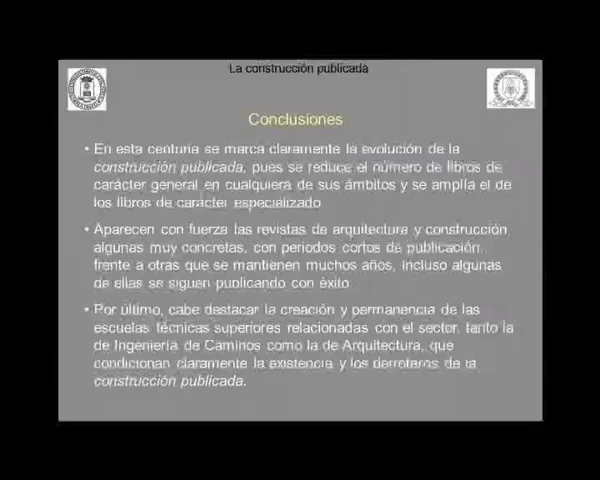 La construcción publicada
Conclusiones
• En esta centuria se marca claramente la evolución de la
construcción publicada, pues se reduce el número de libros de
carácter general en cualquiera de sus ámbitos y se amplía el de
los libros de carácter especializado
• Aparecen con fuerza las revistas de arquitectura y construcción,
algunas muy concretas, con periodos cortos de publicación,
frente a otras que se mantienen muchos años, incluso algunas
de ellas se siguen publicando con éxito
• Por último, cabe destacar la creación y permanencia de las
escuelas técnicas superiores relacionadas con el sector, tanto la
de Ingeniería de Caminos como la de Arquitectura, que
condicionan claramente la existencia y los derroteros de la
construcción publicada.